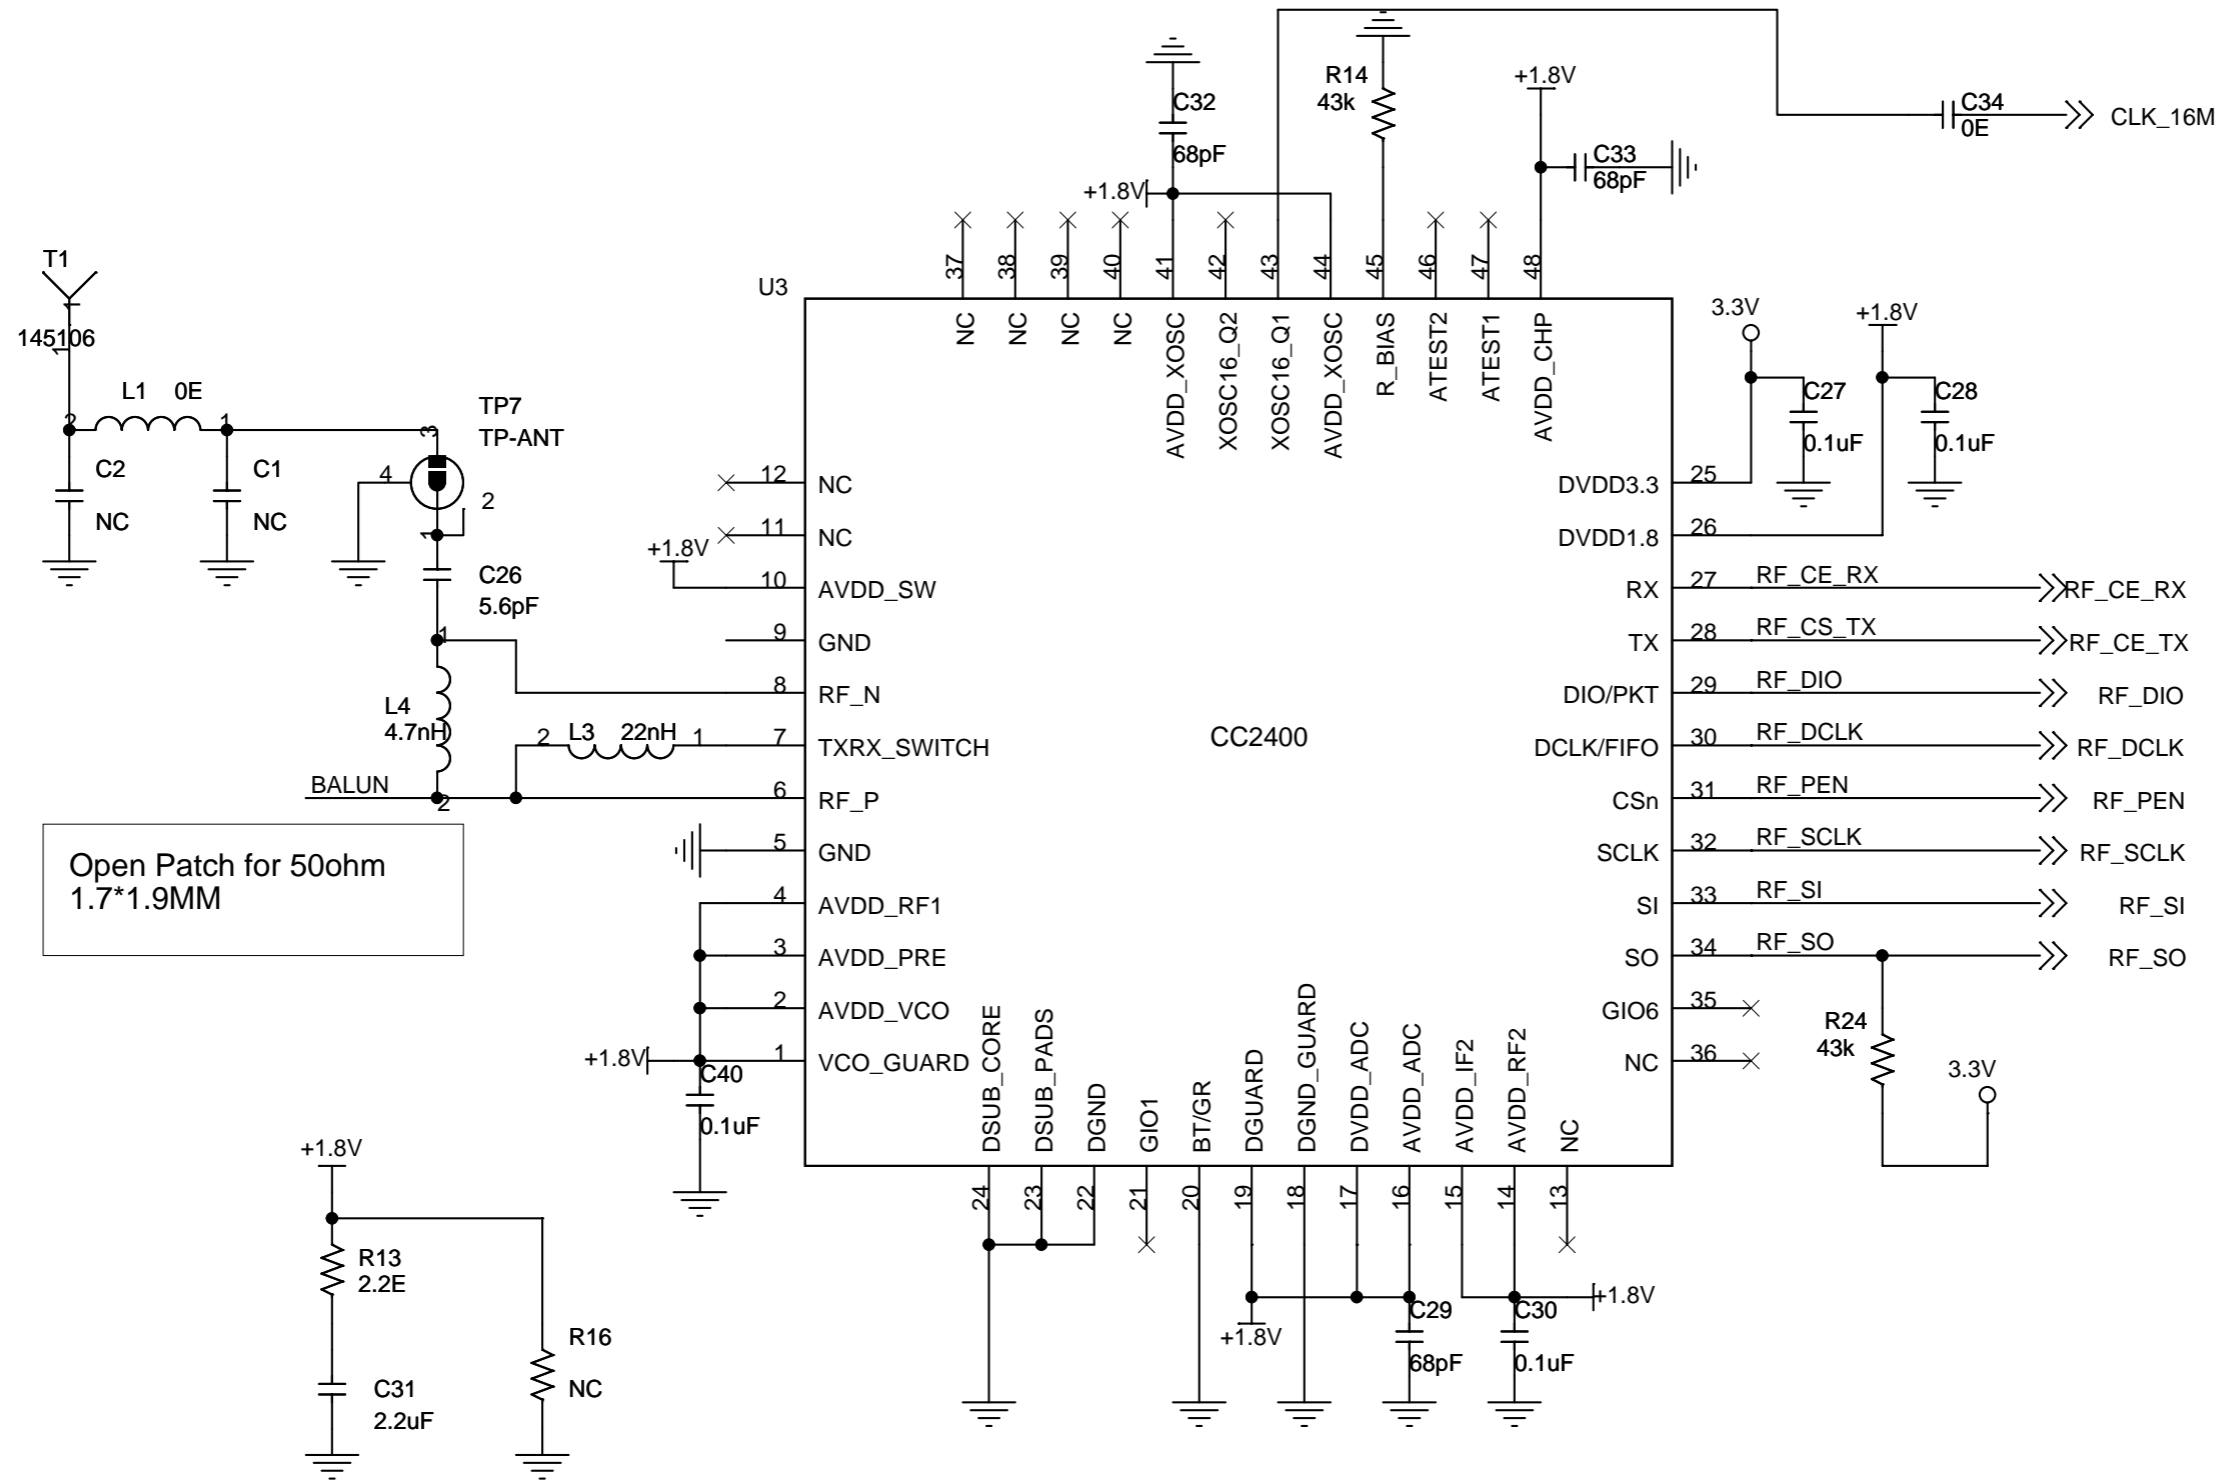 R14
43k
+1.8V
C32
68pF
C34
0E
CLK_16M
C33
68pF
+1.8V
37
38
39
40
41
42
43
44
45
46
47
48
U3
NC
NC
NC
NC
AVDD_XOSC
XOSC16_Q2
XOSC16_Q1
AVDD_XOSC
R_BIAS
ATEST2
ATEST1
AVDD_CHP
T1
1
145106
1
L1 0E
2
1
TP7
TP-ANT
3
4
2
1
C2
NC
C1
NC
C26
5.6pF
1
L4
4.7nH
2
2 L3 22nH 1
BALUN
Open Patch for 50ohm
1.7*1.9MM
+1.8V
12 NC
11 NC
10 AVDD_SW
9 GND
8 RF_N
7 TXRX_SWITCH
6 RF_P
5 GND
4 AVDD_RF1
3 AVDD_PRE
2 AVDD_VCO
+1.8V 1 VCO_GUARD
C40
0.1uF
CC2400
3.3V
+1.8V
C27
0.1uF
C28
0.1uF
DVDD3.3 25
DVDD1.8 26
RX 27 RF_CE_RX RF_CE_RX
TX 28 RF_CS_TX RF_CE_TX
DIO/PKT 29 RF_DIO RF_DIO
DCLK/FIFO 30 RF_DCLK RF_DCLK
CSn 31 RF_PEN RF_PEN
SCLK 32 RF_SCLK RF_SCLK
SI 33 RF_SI RF_SI
SO 34 RF_SO RF_SO
GIO6 35
NC 36
R24
43k
3.3V
DSUB_CORE
DSUB_PADS
DGND
GIO1
BT/GR
DGUARD
DGND_GUARD
DVDD_ADC
AVDD_ADC
AVDD_IF2
AVDD_RF2
NC
24
23
22
21
20
19
18
17
16
15
14
13
+1.8V
C29
68pF
C30
0.1uF
+1.8V
+1.8V
R13
2.2E
R16
NC
C31
2.2uF